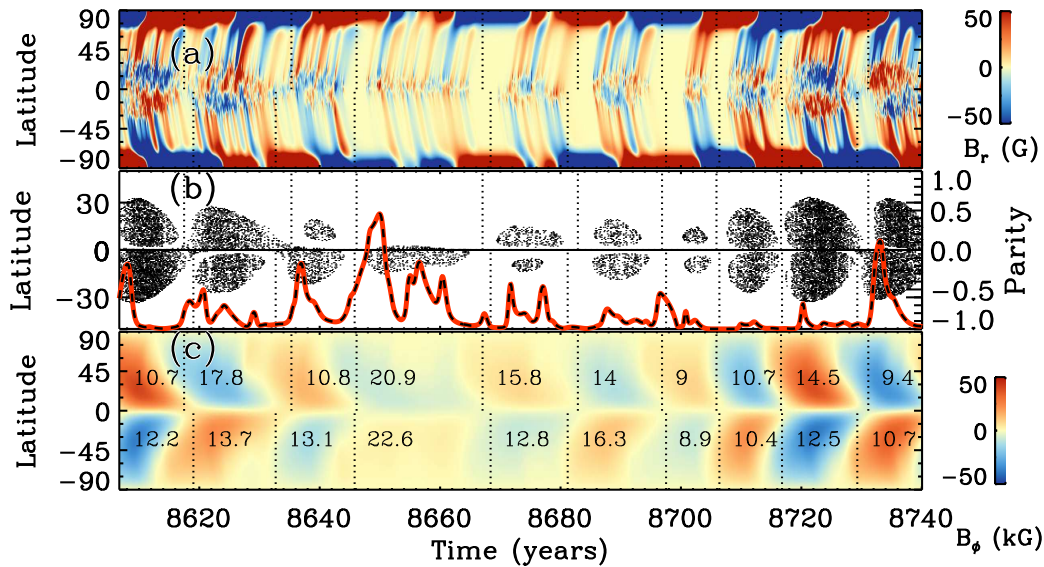 90
45
0
−45
−90
Latitude
(a)
50
0
−50
B_r (G)
30
0
−30
Latitude
(b)
1.0
0.5
0.0
−0.5
−1.0
Parity
90
45
0
−45
−90
Latitude
(c)
10.7 17.8 10.8 20.9 15.8 14 9 10.7 14.5 9.4
12.2 13.7 13.1 22.6 12.8 16.3 8.9 10.4 12.5 10.7
50
0
−50
B_ϕ (kG)
8620 8640 8660 8680 8700 8720 8740
Time (years)